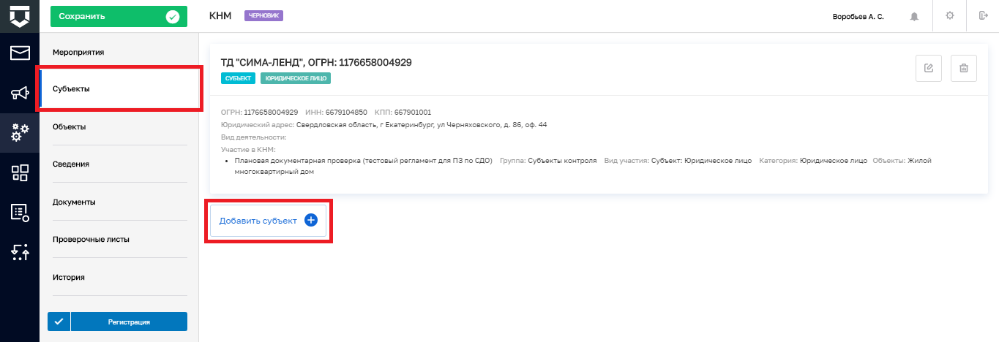 Сохранить
КНМ ЧЕРНОВИК
Воробьев А. С.
Мероприятия
Субъекты
Объекты
Сведения
Документы
Проверочные листы
История
Регистрация
ТД "СИМА-ЛЕНД", ОГРН: 1176658004929
СУБЪЕКТ ЮРИДИЧЕСКОЕ ЛИЦО
ОГРН: 1176658004929 ИНН: 6679104850 КПП: 667901001
Юридический адрес: Свердловская область, г Екатеринбург, ул Черняховского, д. 86, оф. 44
Вид деятельности:
Участие в КНМ:
• Плановая документарная проверка (тестовый регламент для ПЗ по СДО) Группа: Субъекты контроля Вид участия: Субъект: Юридическое лицо Категория: Юридическое лицо Объекты: Жилой
многоквартирный дом
Добавить субъект